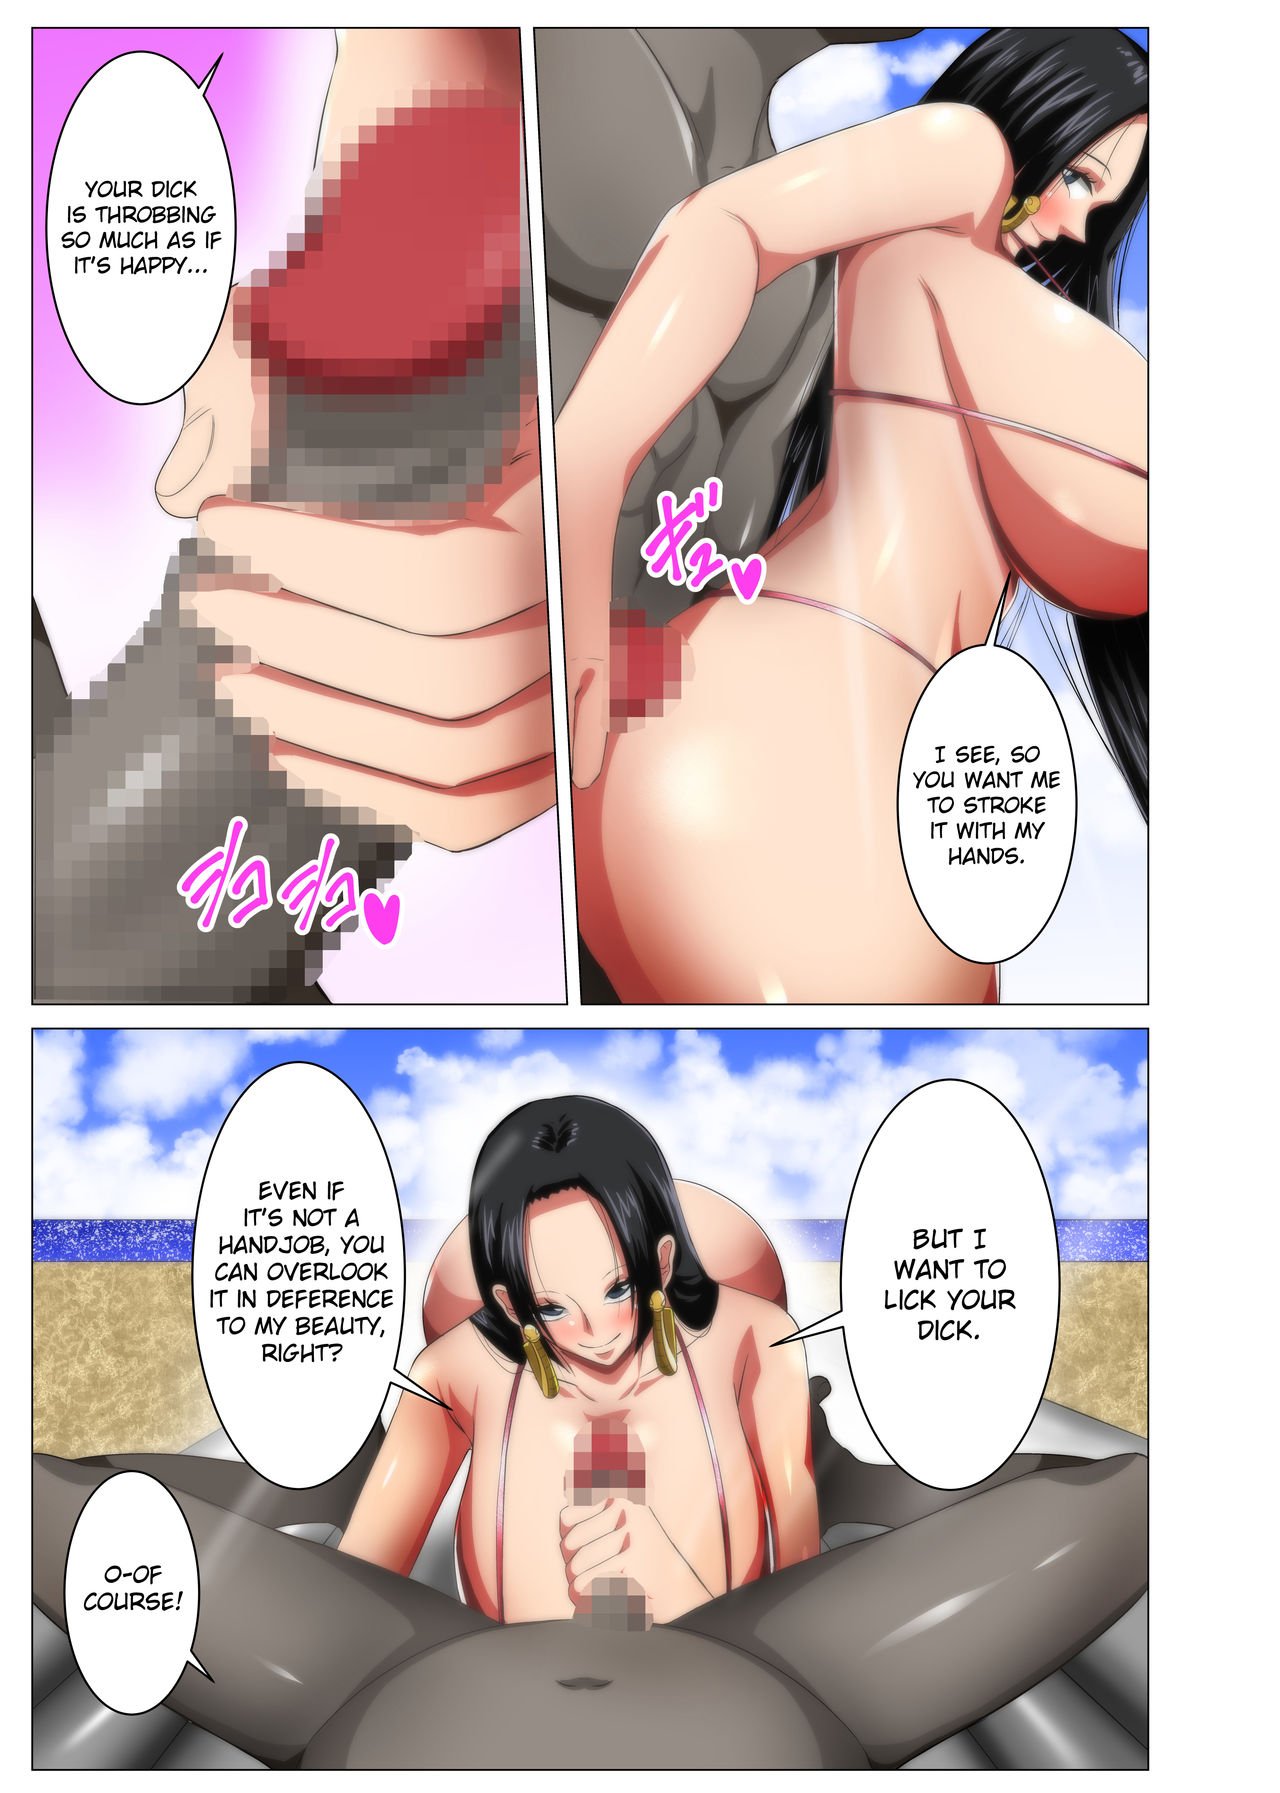 I SEE, SO
YOU WANT ME
TO STROKE
IT WITH MY
HANDS.
ギュ
YOUR DICK
IS THROBBING
SO MUCH AS IF
IT'S HAPPY...
シコ シコ
BUT I
WANT TO
LICK YOUR
DICK.
EVEN IF
IT'S NOT A
HANDJOB, YOU
CAN OVERLOOK
IT IN DEFERENCE
TO MY BEAUTY,
RIGHT?
O-OF
COURSE!